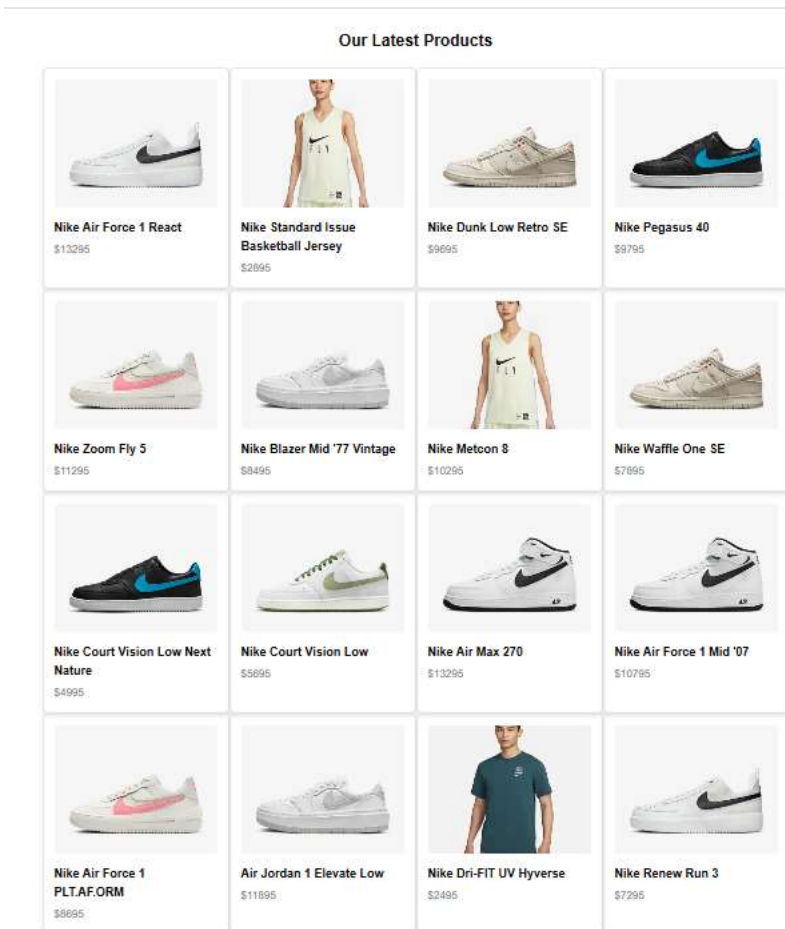 Our Latest Products
Nike Air Force 1 React
$13295
Nike Standard Issue
Basketball Jersey
$2895
Nike Dunk Low Retro SE
$9695
Nike Pegasus 40
$9795
Nike Zoom Fly 5
$11295
Nike Blazer Mid '77 Vintage
$8495
Nike Metcon 8
$10295
Nike Waffle One SE
$7895
Nike Court Vision Low Next
Nature
$4995
Nike Court Vision Low
$5695
Nike Air Max 270
$13295
Nike Air Force 1 Mid '07
$10795
Nike Air Force 1
PLT.AF.ORM
$8695
Air Jordan 1 Elevate Low
$11895
Nike Dri-FIT UV Hyverse
$2495
Nike Renew Run 3
$7295